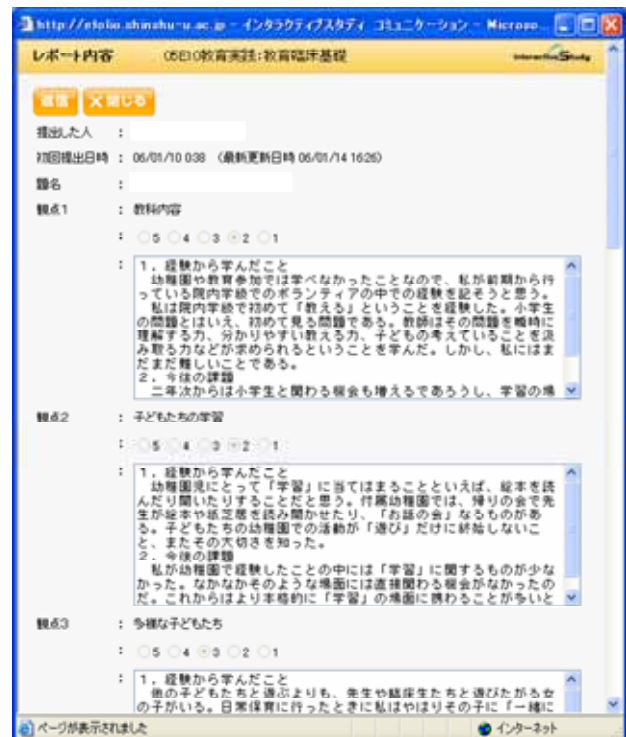 http://efolio.shinshu-u.ac.jp - インタラクティブスタディ コミュニケーション - Microso...
レポート内容 05E10教育実践:教育臨床基礎 InteractiveStudy
返信 ×閉じる
提出した人 :
初回提出日時 : 06/01/10 0:38 (最新更新日時 06/01/14 16:26)
題名 :
観点1 : 教科内容
: 5 4 3 2 1
: 1.経験から学んだこと
幼稚園や教育参加では学べなかったことなので、私が前期から行
っている院内学級でのボランティアの中での経験を記そうと思う。
私は院内学級で初めて「教える」ということを経験した。小学生
の問題とはいえ、初めて見る問題である。教師はその問題を瞬時に
理解する力、分かりやすい教える力、子どもの考えていることを汲
み取る力などが求められるということを学んだ。しかし、私にはま
だまだ難しいことである。
2.今後の課題
二年次からは小学生と関わる機会も増えるであろうし、学習の場
観点2 : 子どもたちの学習
: 5 4 3 2 1
: 1.経験から学んだこと
幼稚園児にとって「学習」に当てはまることといえば、絵本を読
んだり聞いたりすることだと思う。付属幼稚園では、帰りの会で先
生が絵本や紙芝居を読み聞かせたり、「お話の会」なるものがあ
る。子どもたちの幼稚園での活動が「遊び」だけに終始しないこ
と、またその大切さを知った。
2.今後の課題
私が幼稚園で経験したことの中には「学習」に関するものが少な
かった。なかなかそのような場面には直接関わる機会がなかったの
だ。これからはより本格的に「学習」の場面に携わることが多いと
観点3 : 多様な子どもたち
: 5 4 3 2 1
: 1.経験から学んだこと
他の子どもたちと遊ぶよりも、先生や臨床生たちと遊びたがる女
の子がいる。日常保育に行ったときに私はやはりその子に「一緒に
ページが表示されました インターネット